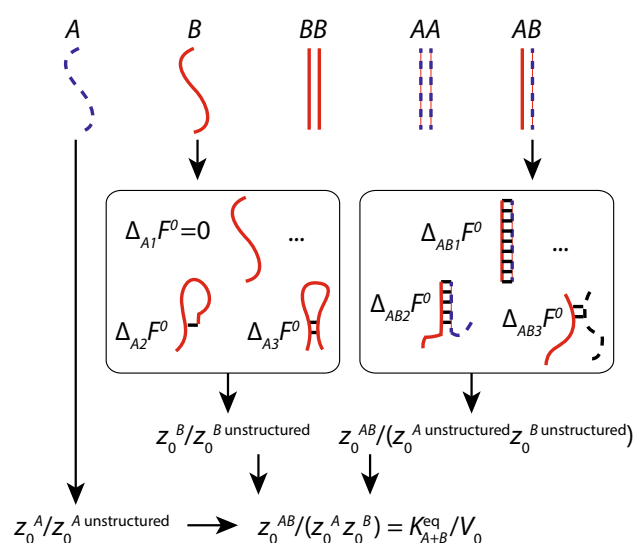 A B BB AA AB
Δ_{A1}F^0=0 ... Δ_{AB1}F^0 ...
Δ_{A2}F^0 Δ_{A3}F^0 Δ_{AB2}F^0 Δ_{AB3}F^0
z_0^B/z_0^{B unstructured} z_0^{AB}/(z_0^{A unstructured}z_0^{B unstructured})
z_0^A/z_0^{A unstructured} z_0^{AB}/(z_0^A z_0^B) = K_{A+B}^{eq}/V_0